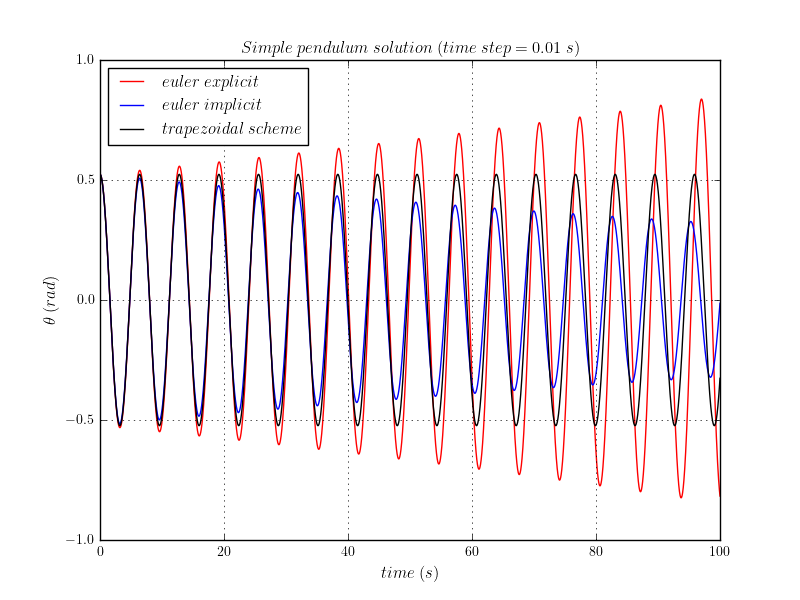 Simple pendulum solution (time step = 0.01 s)
euler explicit
euler implicit
trapezoidal scheme
1.0
0.5
0.0
−0.5
−1.0
θ (rad)
0 20 40 60 80 100
time (s)